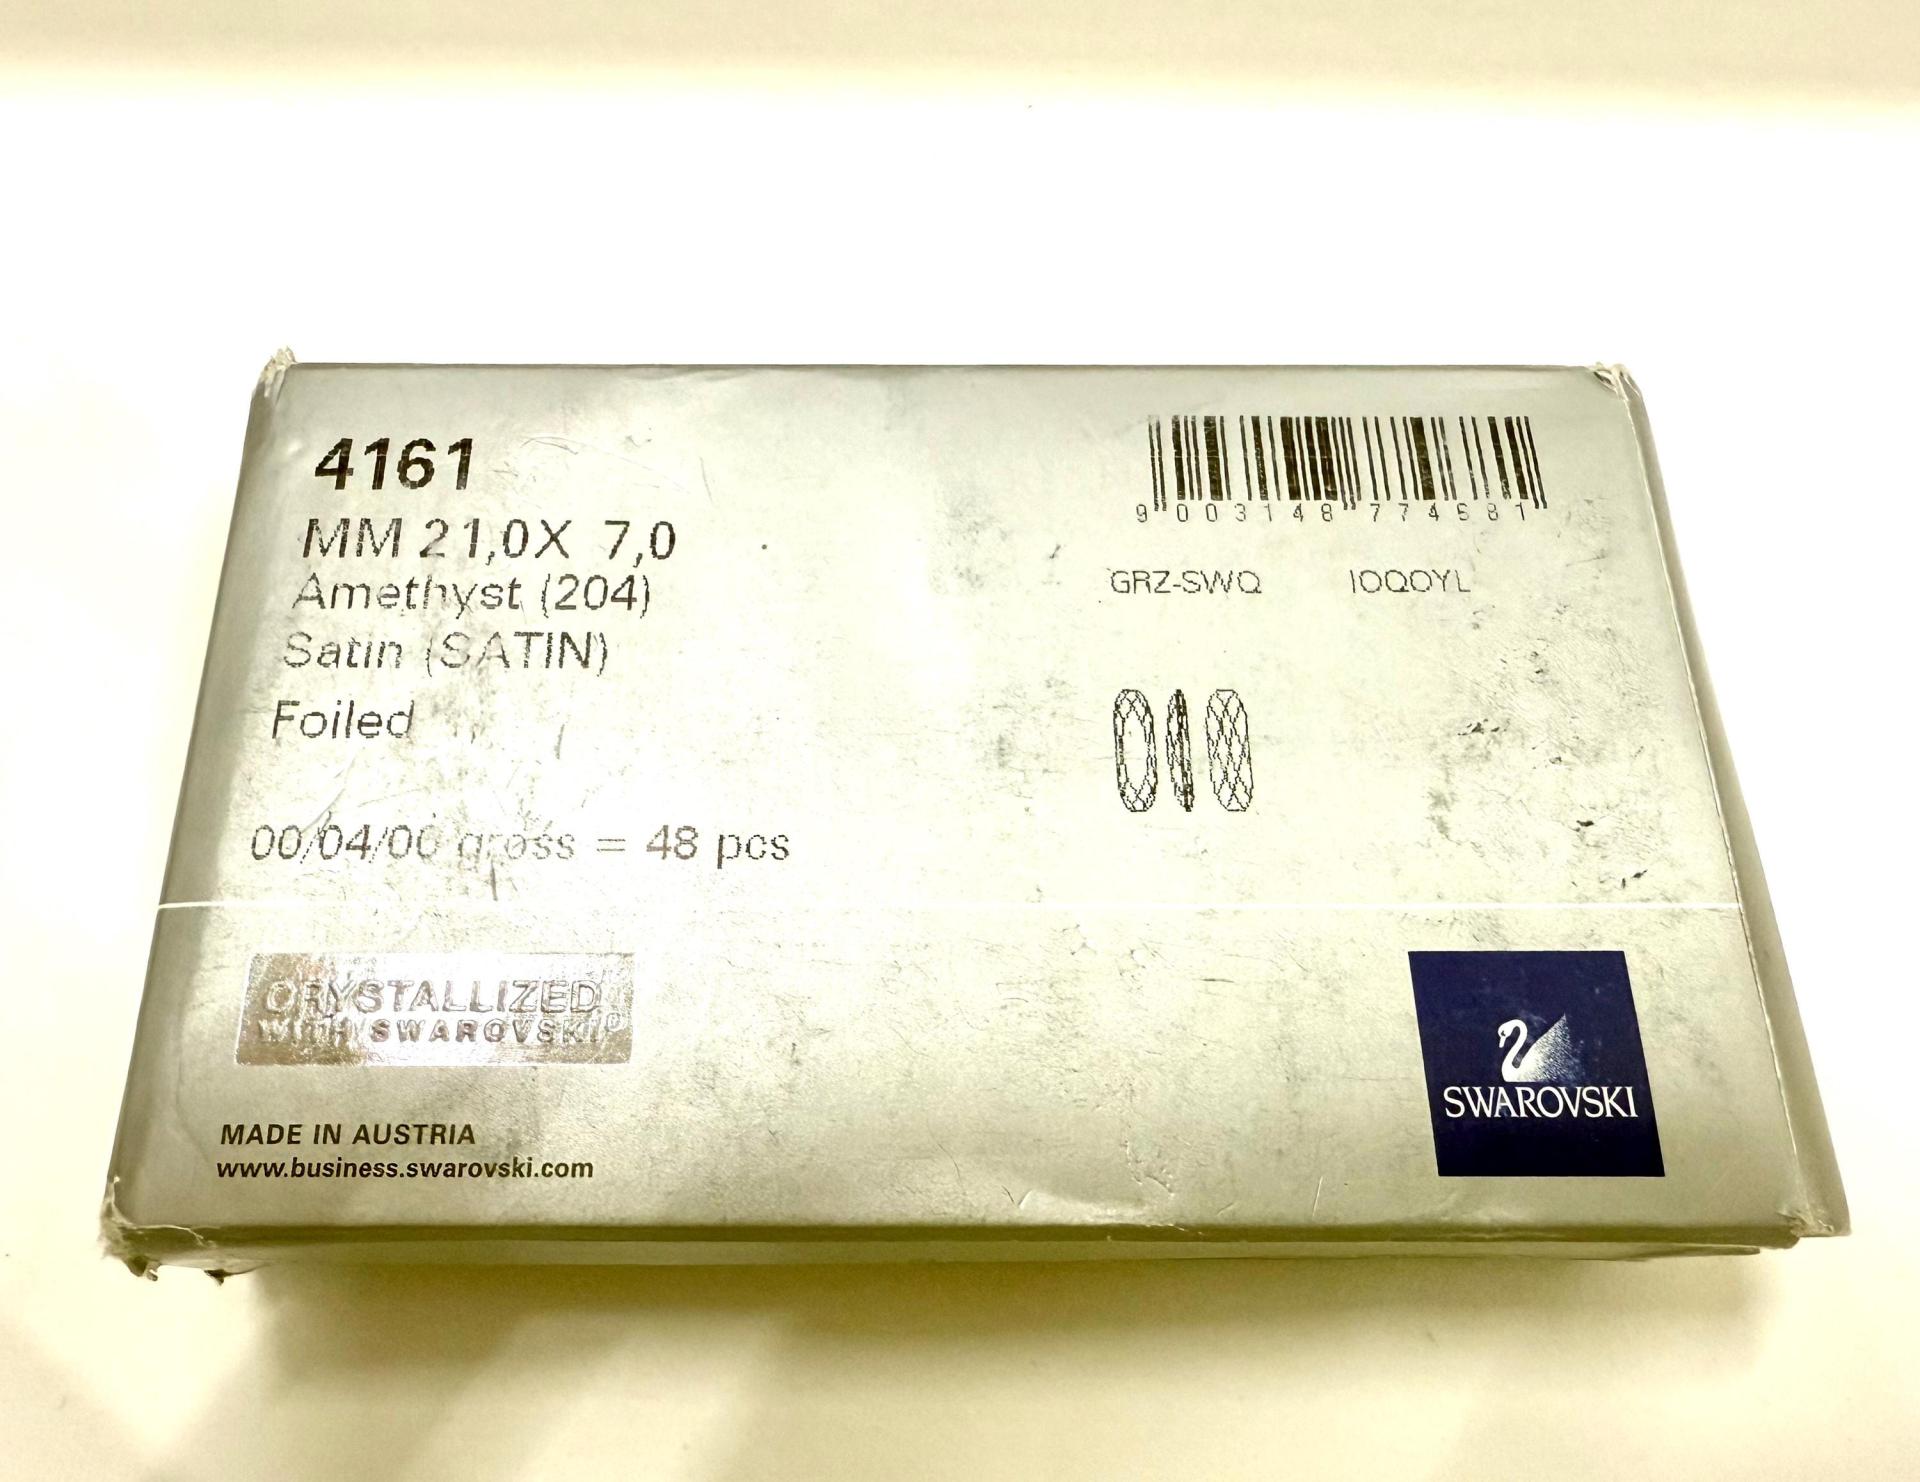 4161
MM 21,0X 7,0
Amethyst (204)
Satin (SATIN)
Foiled
00/04/00 gross = 48 pcs
CRYSTALLIZED
WITH SWAROVSKI®
MADE IN AUSTRIA
www.business.swarovski.com
9 003148 774581
GRZ-SWQ IOQOYL
SWAROVSKI